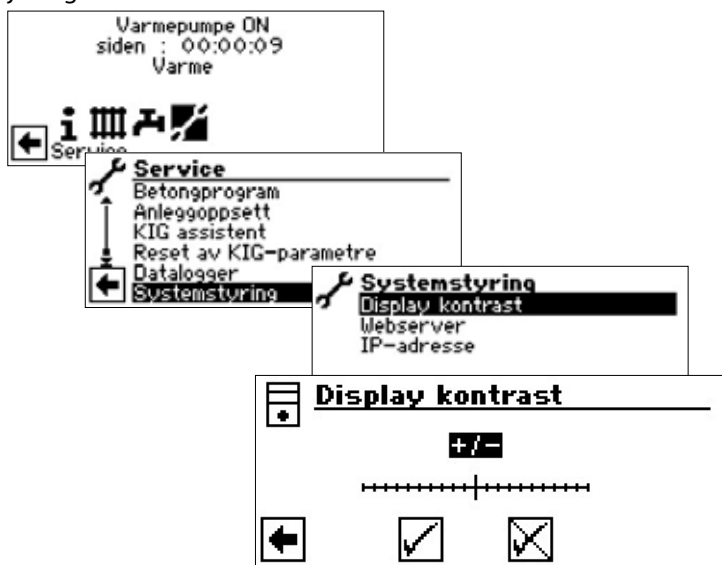 Varmepumpe ON
siden : 00:00:09
Varme
Service
Service
Betongprogram
Anleggoppsett
KIG assistent
Reset av KIG-parametre
Datalogger
Systemstyring
Systemstyring
Display kontrast
Webserver
IP-adresse
Display kontrast
+/-